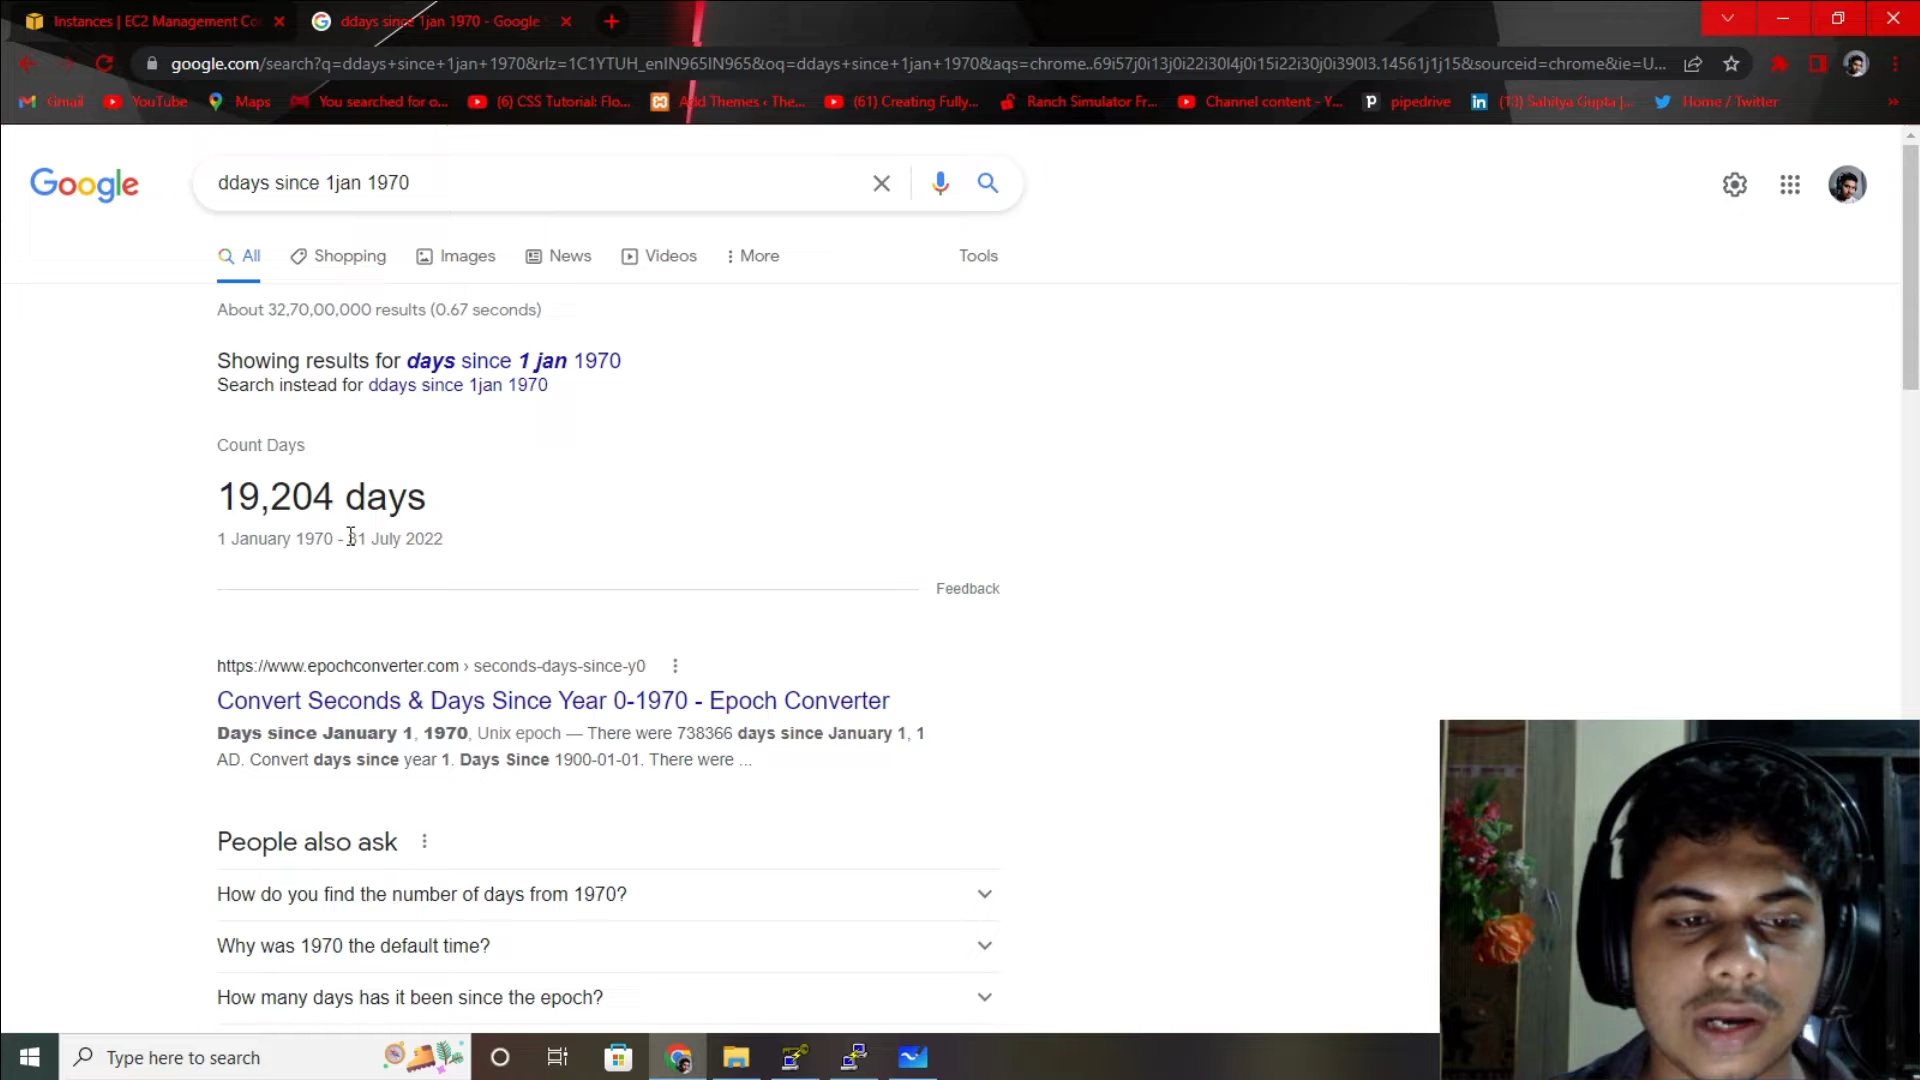 Instances | EC2 Management Co
ddays since 1jan 1970 - Google
google.com/search?q=ddays+since+1jan+1970&rlz=1C1YTUH_enIN965IN965&oq=ddays+since+1jan+1970&aqs=chrome..69i57j0i13j0i22i30l4j0i15i22i30j0i390l3.14561j1j15&sourceid=chrome&ie=U...
Gmail YouTube Maps You searched for o... (6) CSS Tutorial: Flo... Add Themes ‹ The... (61) Creating Fully... Ranch Simulator Fr... Channel content - Y... pipedrive (13) Sahitya Gupta |... Home / Twitter
Google
ddays since 1jan 1970
All Shopping Images News Videos More Tools
About 32,70,00,000 results (0.67 seconds)
Showing results for days since 1 jan 1970
Search instead for ddays since 1jan 1970
Count Days
19,204 days
1 January 1970 - 31 July 2022
Feedback
https://www.epochconverter.com › seconds-days-since-y0
Convert Seconds & Days Since Year 0-1970 - Epoch Converter
Days since January 1, 1970, Unix epoch — There were 738366 days since January 1, 1
AD. Convert days since year 1. Days Since 1900-01-01. There were ...
People also ask
How do you find the number of days from 1970?
Why was 1970 the default time?
How many days has it been since the epoch?
Type here to search